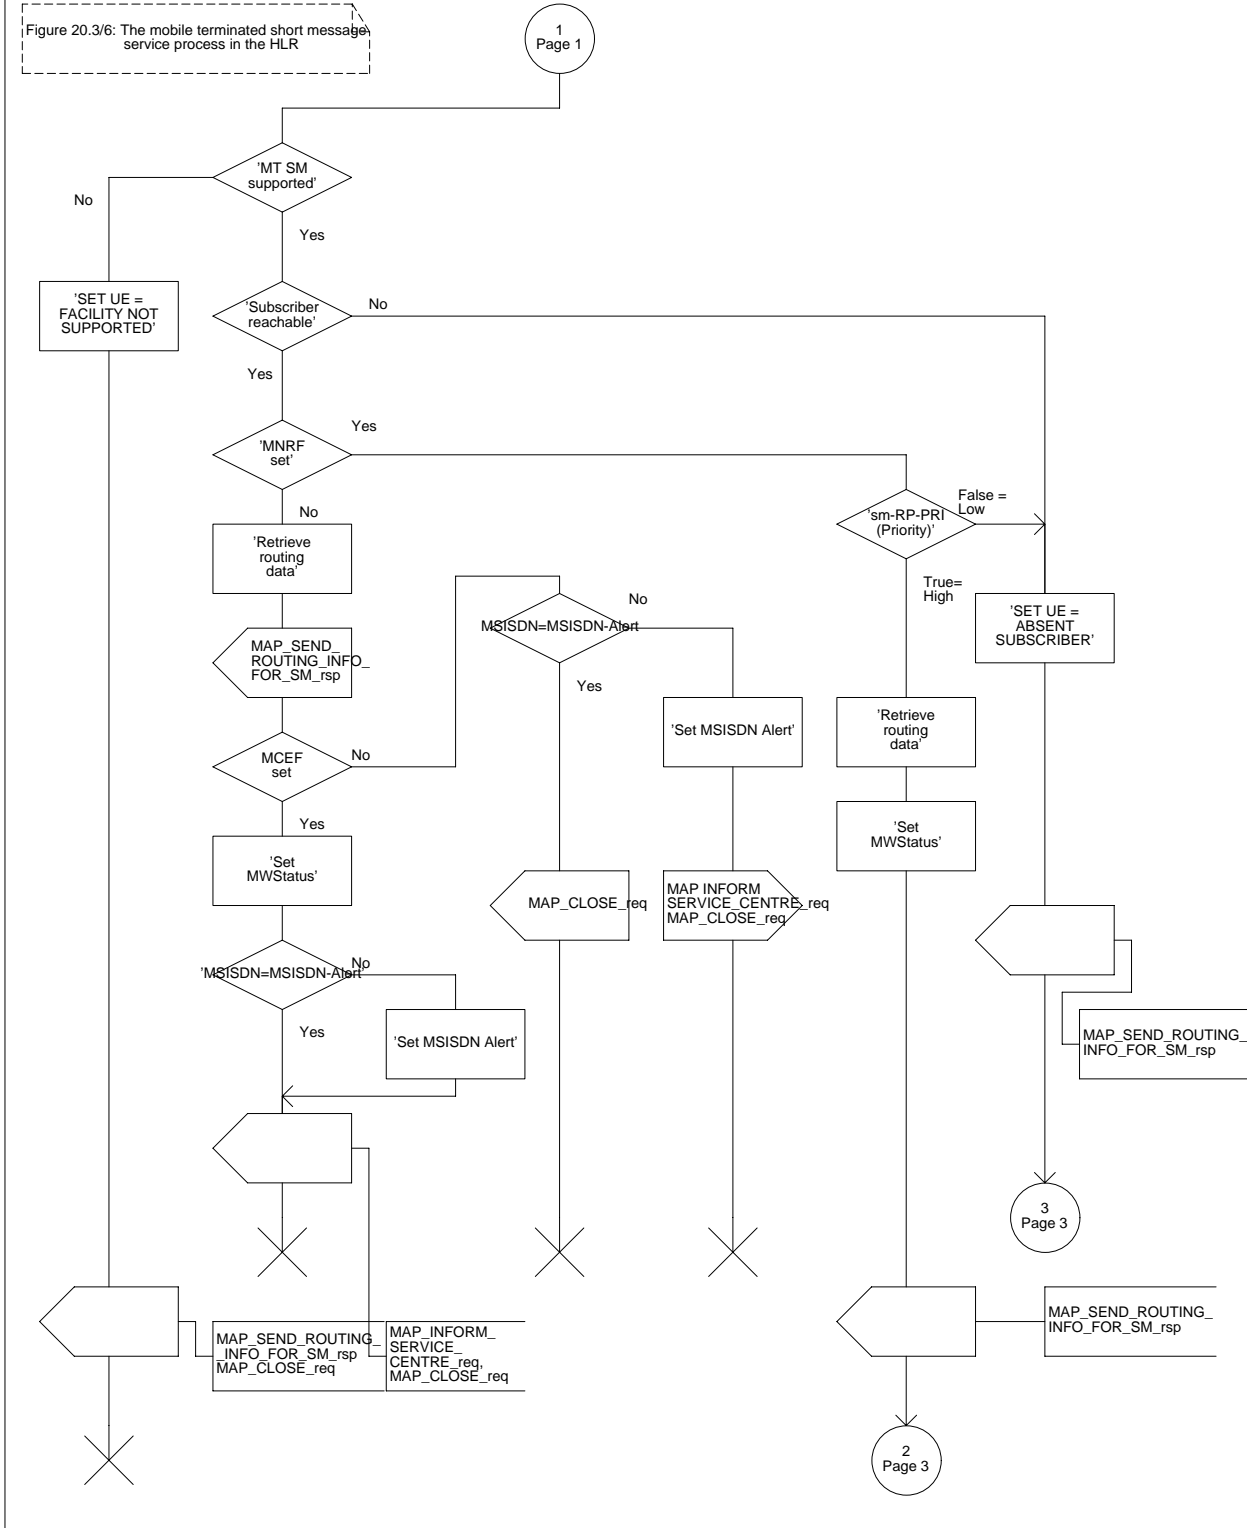 Figure 20.3/6: The mobile terminated short message
service process in the HLR
1
Page 1
'MT SM
supported'
No
Yes
'SET UE =
FACILITY NOT
SUPPORTED'
'Subscriber
reachable'
No
Yes
'MNRF
set'
Yes
No
'sm-RP-PRI
(Priority)'
False =
Low
True=
High
'Retrieve
routing
data'
MSISDN=MSISDN-Alert
No
Yes
'SET UE =
ABSENT
SUBSCRIBER'
MAP_SEND_
ROUTING_INFO_
FOR_SM_rsp
'Set MSISDN Alert'
'Retrieve
routing
data'
MCEF
set
No
Yes
'Set
MWStatus'
'Set
MWStatus'
MAP_CLOSE_req
MAP INFORM
SERVICE_CENTRE_req
MAP_CLOSE_req
'MSISDN=MSISDN-Alert'
No
Yes
'Set MSISDN Alert'
MAP_SEND_ROUTING_
INFO_FOR_SM_rsp
3
Page 3
MAP_SEND_ROUTING_
_INFO_FOR_SM_rsp
MAP_CLOSE_req
MAP_INFORM_
SERVICE_
CENTRE_req,
MAP_CLOSE_req
MAP_SEND_ROUTING_
INFO_FOR_SM_rsp
2
Page 3